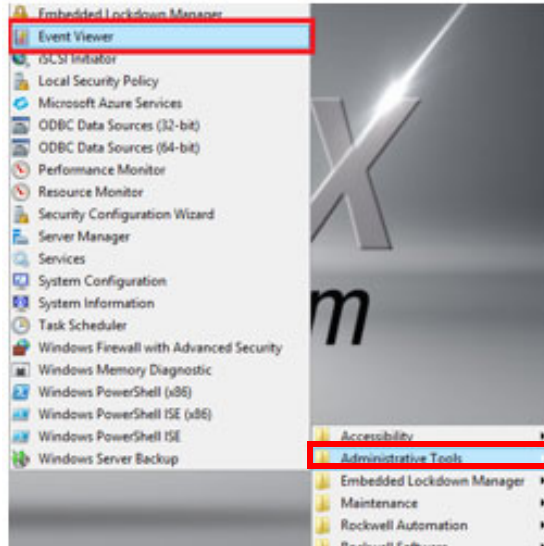 Embedded Lockdown Manager
Event Viewer
iSCSI Initiator
Local Security Policy
Microsoft Azure Services
ODBC Data Sources (32-bit)
ODBC Data Sources (64-bit)
Performance Monitor
Resource Monitor
Security Configuration Wizard
Server Manager
Services
System Configuration
System Information
Task Scheduler
Windows Firewall with Advanced Security
Windows Memory Diagnostic
Windows PowerShell (x86)
Windows PowerShell ISE (x86)
Windows PowerShell ISE
Windows Server Backup
X
m
Accessibility
Administrative Tools
Embedded Lockdown Manager
Maintenance
Rockwell Automation
Rockwell Software